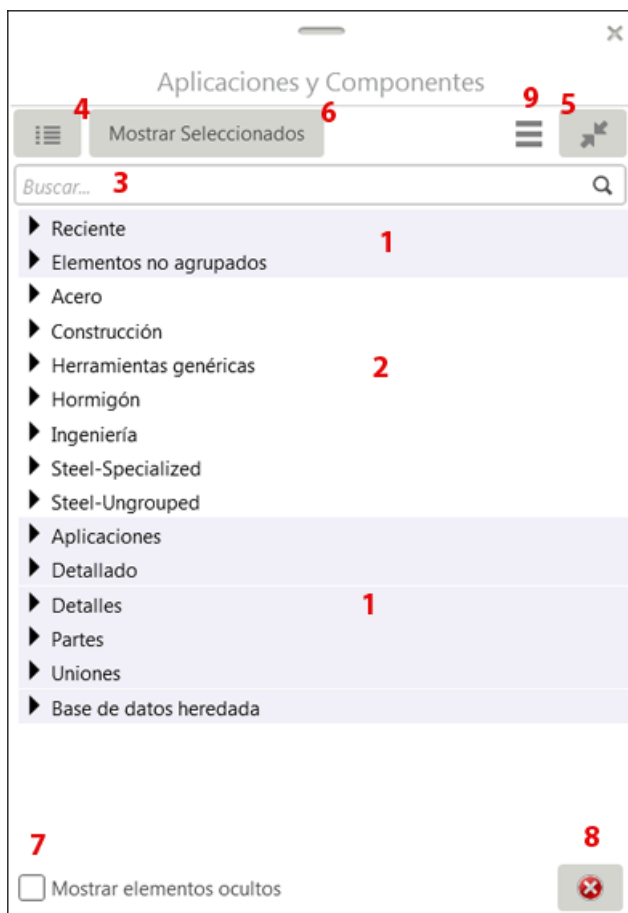 Aplicaciones y Componentes
4 6 9 5
Mostrar Seleccionados
Buscar... 3
Reciente
1
Elementos no agrupados
Acero
Construcción
Herramientas genéricas 2
Hormigón
Ingeniería
Steel-Specialized
Steel-Ungrouped
Aplicaciones
Detallado
Detalles 1
Partes
Uniones
Base de datos heredada
7 8
Mostrar elementos ocultos